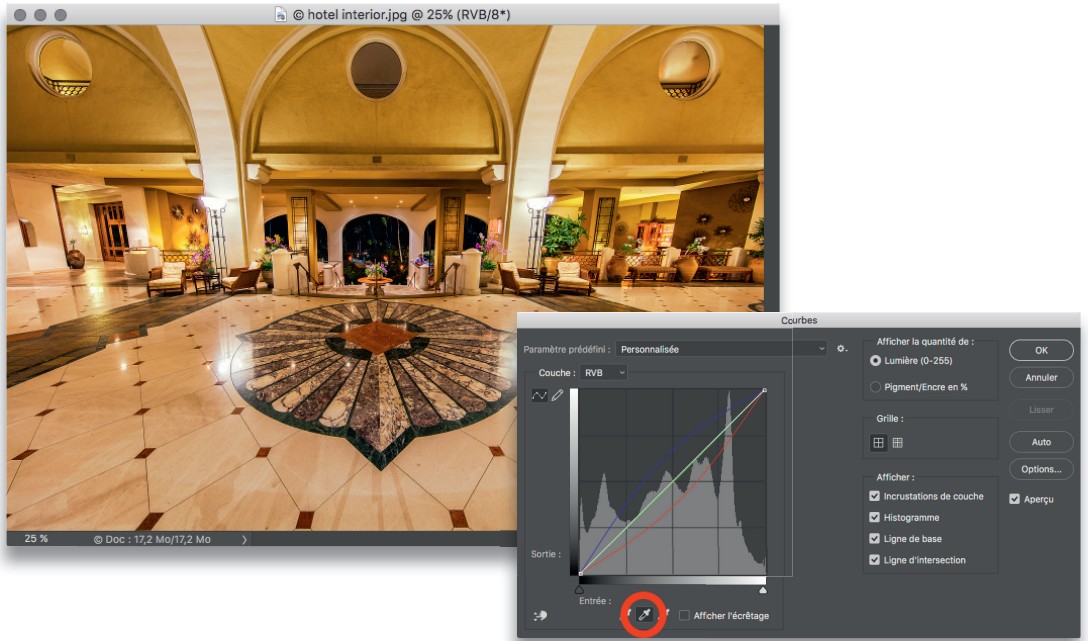 © hotel interior.jpg @ 25% (RVB/8*)
25 %
© Doc : 17,2 Mo/17,2 Mo
Courbes
Paramètre prédéfini : Personnalisée
Couche : RVB
Sortie :
Entrée :
Afficher l'écrêtage
Afficher la quantité de :
Lumière (0-255)
Pigment/Encre en %
Grille :
Afficher :
Incrustations de couche
Histogramme
Ligne de base
Ligne d'intersection
OK
Annuler
Lisser
Auto
Options...
Aperçu